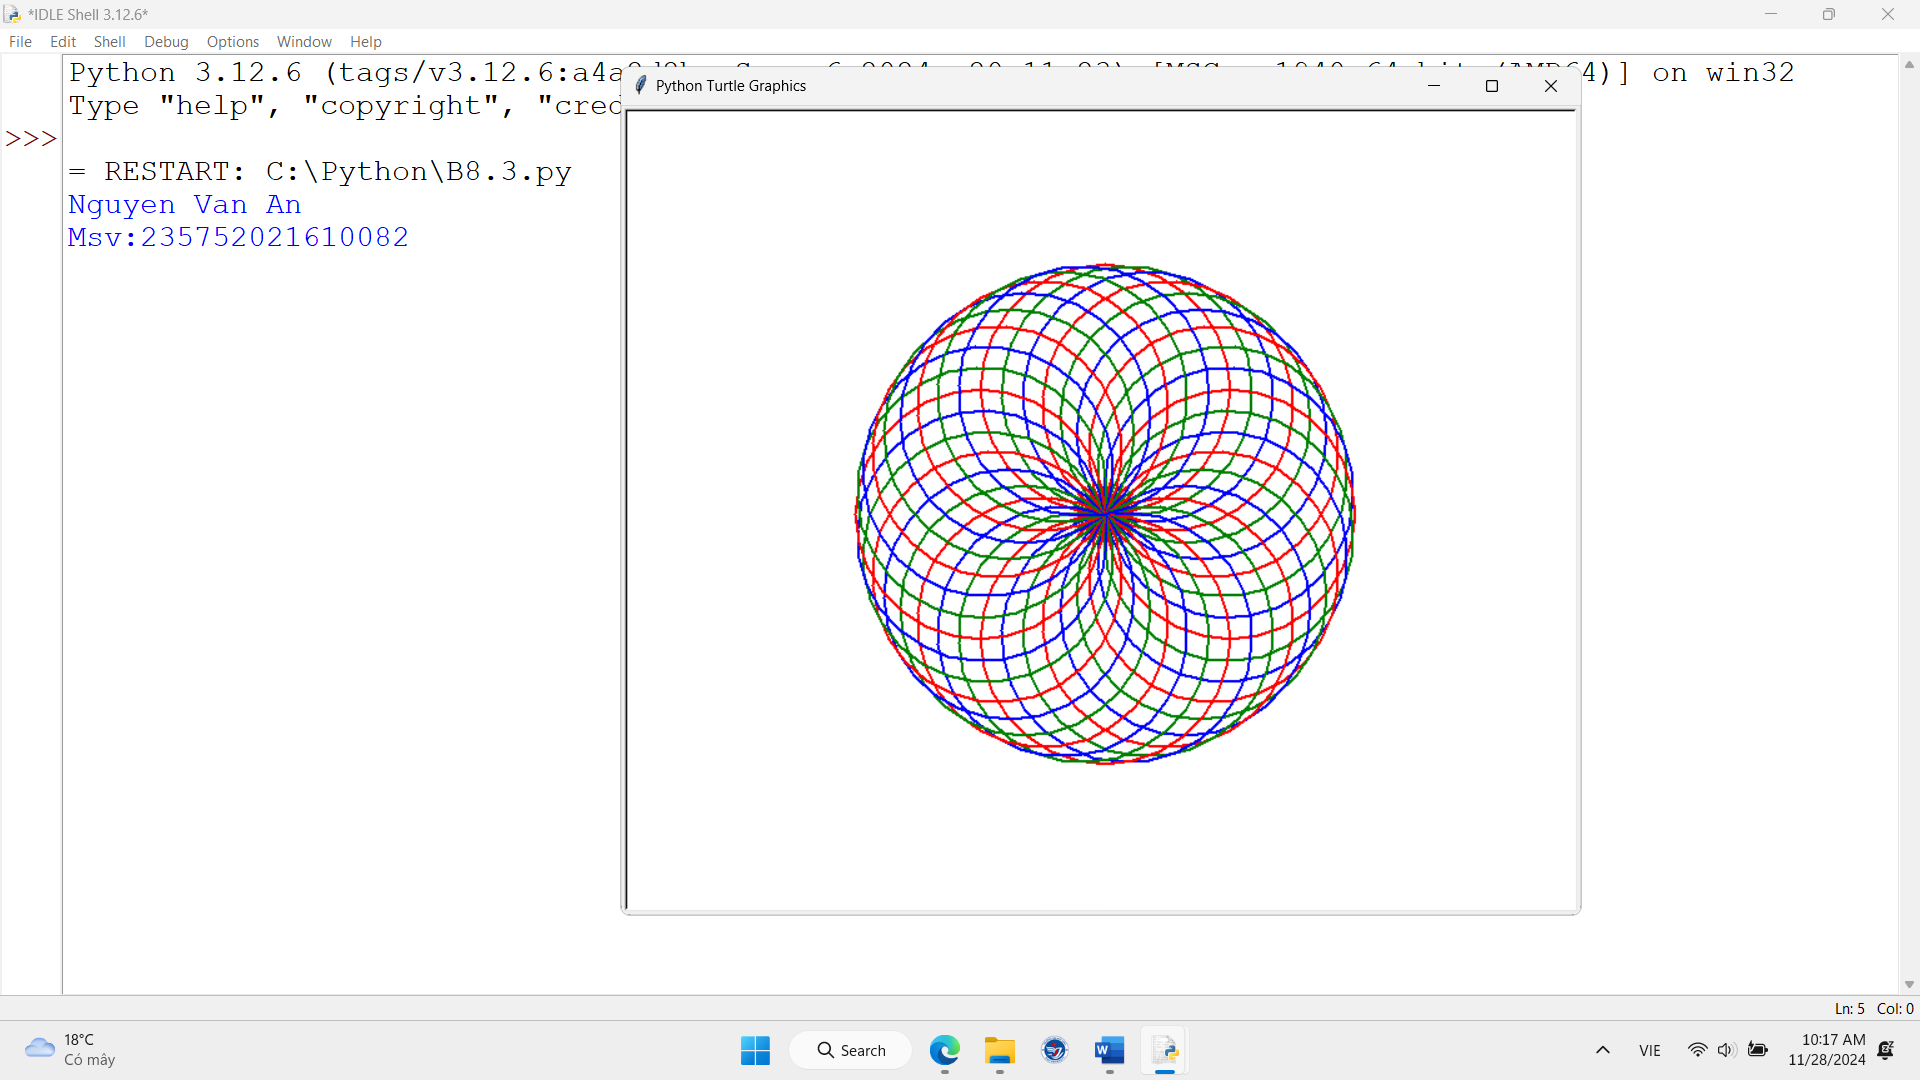 *IDLE Shell 3.12.6*
File Edit Shell Debug Options Window Help
Python 3.12.6 (tags/v3.12.6: 4)] on win32
Type "help", "copyright",
Python Turtle Graphics
>>>
= RESTART: C:\Python\B8.3.py
Nguyen Van An
Msv:235752021610082
Ln: 5 Col: 0
18°C
Có mây
Search
VIE
10:17 AM
11/28/2024